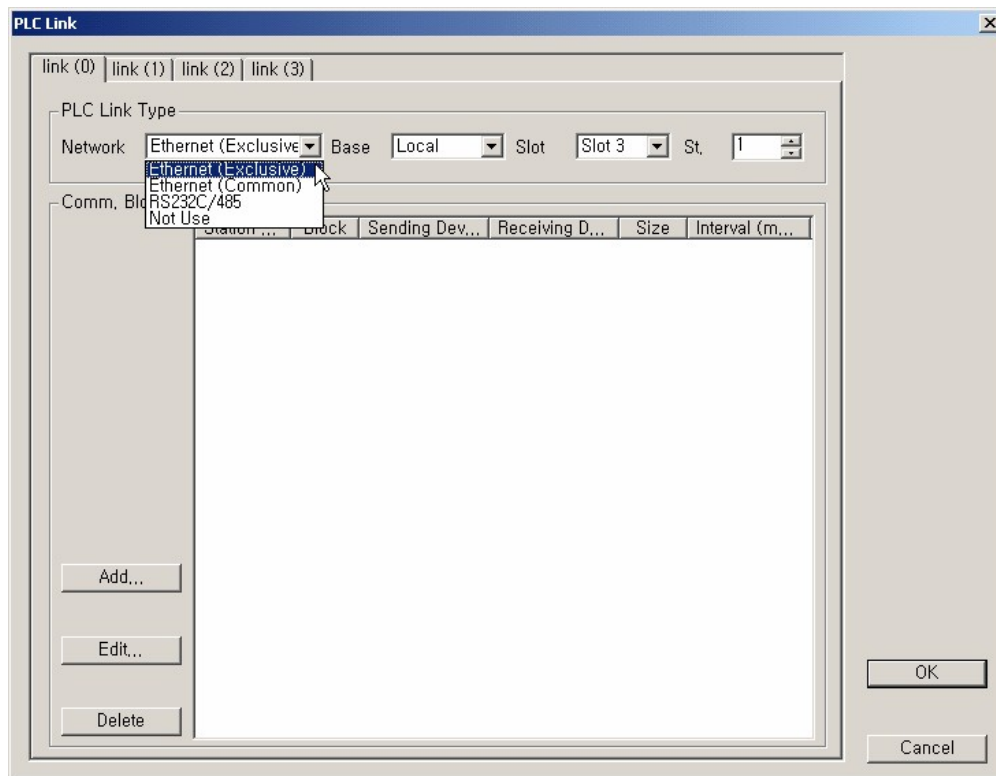 PLC Link
link (0) link (1) link (2) link (3)
PLC Link Type
Network Ethernet (Exclusive Base Local Slot Slot 3 St. 1
Ethernet (Exclusive)
Ethernet (Common)
RS232C/485
Not Use
Comm, Blo
Station ... Block Sending Dev... Receiving D... Size Interval (m...
Add...
Edit...
Delete
OK
Cancel